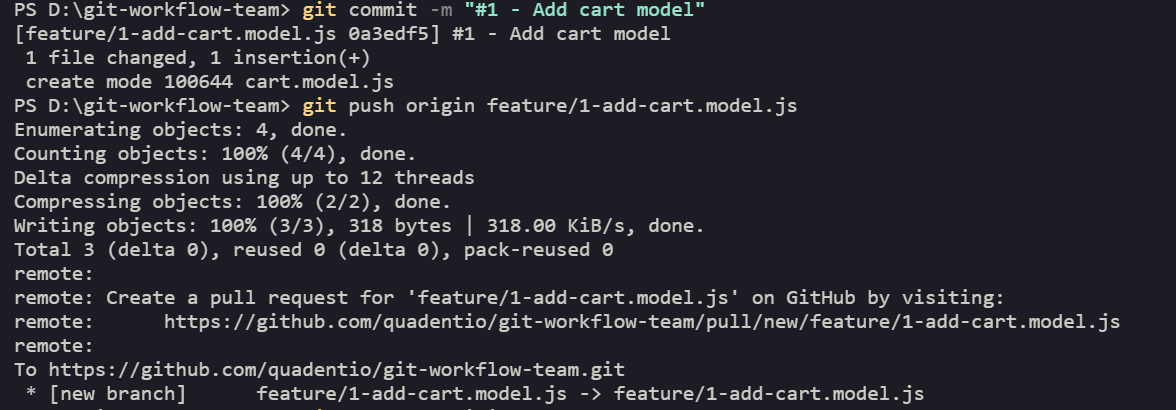 PS D:\git-workflow-team> git commit -m "#1 - Add cart model"
[feature/1-add-cart.model.js 0a3edf5] #1 - Add cart model
 1 file changed, 1 insertion(+)
 create mode 100644 cart.model.js
PS D:\git-workflow-team> git push origin feature/1-add-cart.model.js
Enumerating objects: 4, done.
Counting objects: 100% (4/4), done.
Delta compression using up to 12 threads
Compressing objects: 100% (2/2), done.
Writing objects: 100% (3/3), 318 bytes | 318.00 KiB/s, done.
Total 3 (delta 0), reused 0 (delta 0), pack-reused 0
remote:
remote: Create a pull request for 'feature/1-add-cart.model.js' on GitHub by visiting:
remote:      https://github.com/quadentio/git-workflow-team/pull/new/feature/1-add-cart.model.js
remote:
To https://github.com/quadentio/git-workflow-team.git
 * [new branch]      feature/1-add-cart.model.js -> feature/1-add-cart.model.js